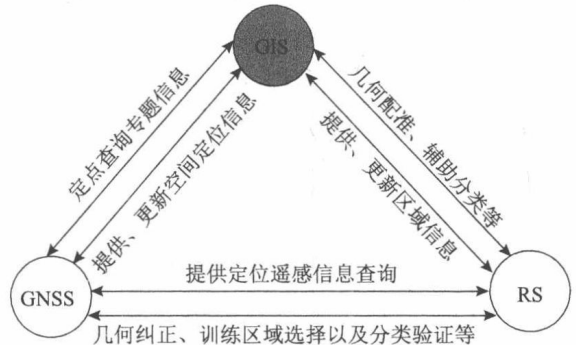 GIS
定点查询专题信息
提供、更新空间定位信息
几何配准、辅助分类等
提供、更新区域信息
GNSS
提供定位遥感信息查询
RS
几何纠正、训练区域选择以及分类验证等